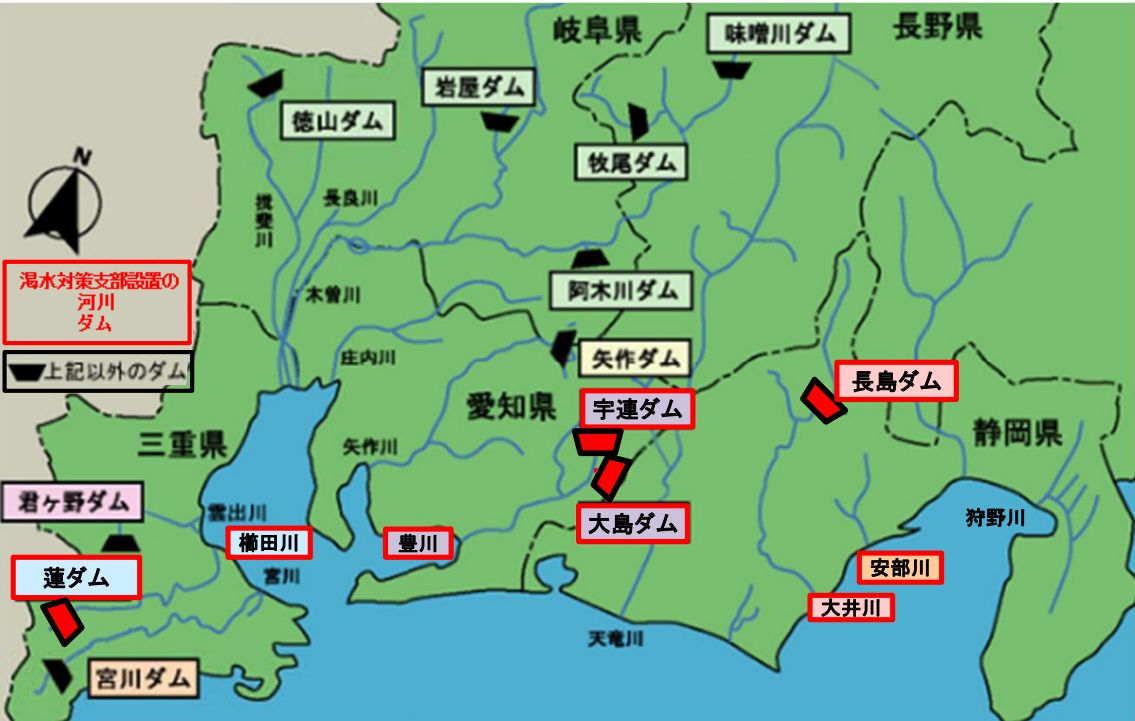 岐阜県
味噌川ダム
長野県
岩屋ダム
徳山ダム
牧尾ダム
N
揖斐川
長良川
渇水対策支部設置の
河川
ダム
木曽川
阿木川ダム
上記以外のダム
庄内川
矢作ダム
長島ダム
愛知県
宇連ダム
静岡県
三重県
矢作川
君ヶ野ダム
雲出川
大島ダム
狩野川
櫛田川
豊川
蓮ダム
宮川
安部川
大井川
天竜川
宮川ダム